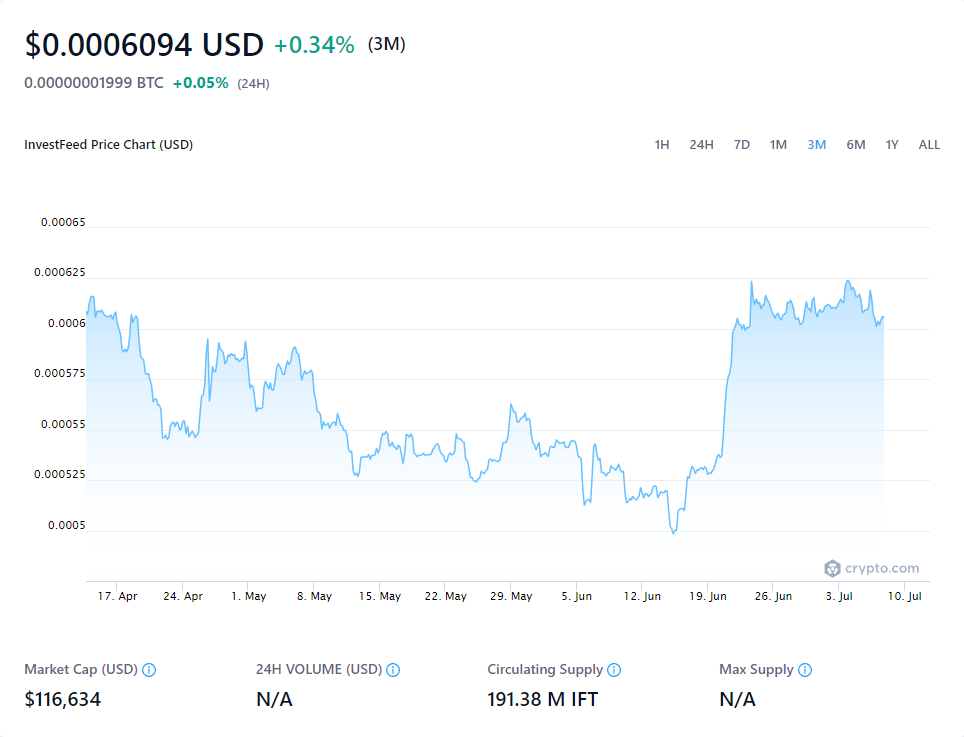 $0.0006094 USD +0.34% (3M)
0.00000001999 BTC +0.05% (24H)
InvestFeed Price Chart (USD) 1H 24H 7D 1M 3M 6M 1Y ALL
0.00065
0.000625
0.0006
0.000575
0.00055
0.000525
0.0005
crypto.com
17. Apr 24. Apr 1. May 8. May 15. May 22. May 29. May 5. Jun 12. Jun 19. Jun 26. Jun 3. Jul 10. Jul
Market Cap (USD) 24H VOLUME (USD) Circulating Supply Max Supply
$116,634 N/A 191.38 M IFT N/A